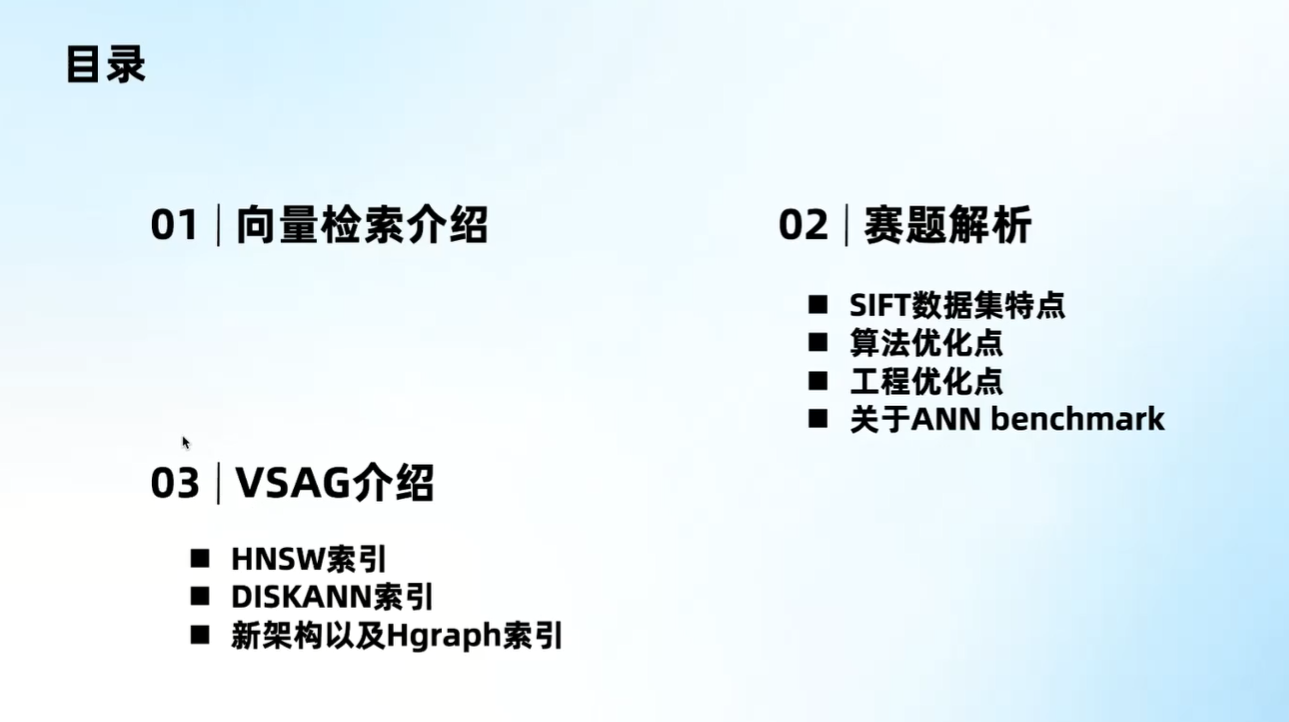 目录
01 | 向量检索介绍
02 | 赛题解析
■ SIFT数据集特点
■ 算法优化点
■ 工程优化点
■ 关于ANN benchmark
03 | VSAG介绍
■ HNSW索引
■ DISKANN索引
■ 新架构以及Hgraph索引